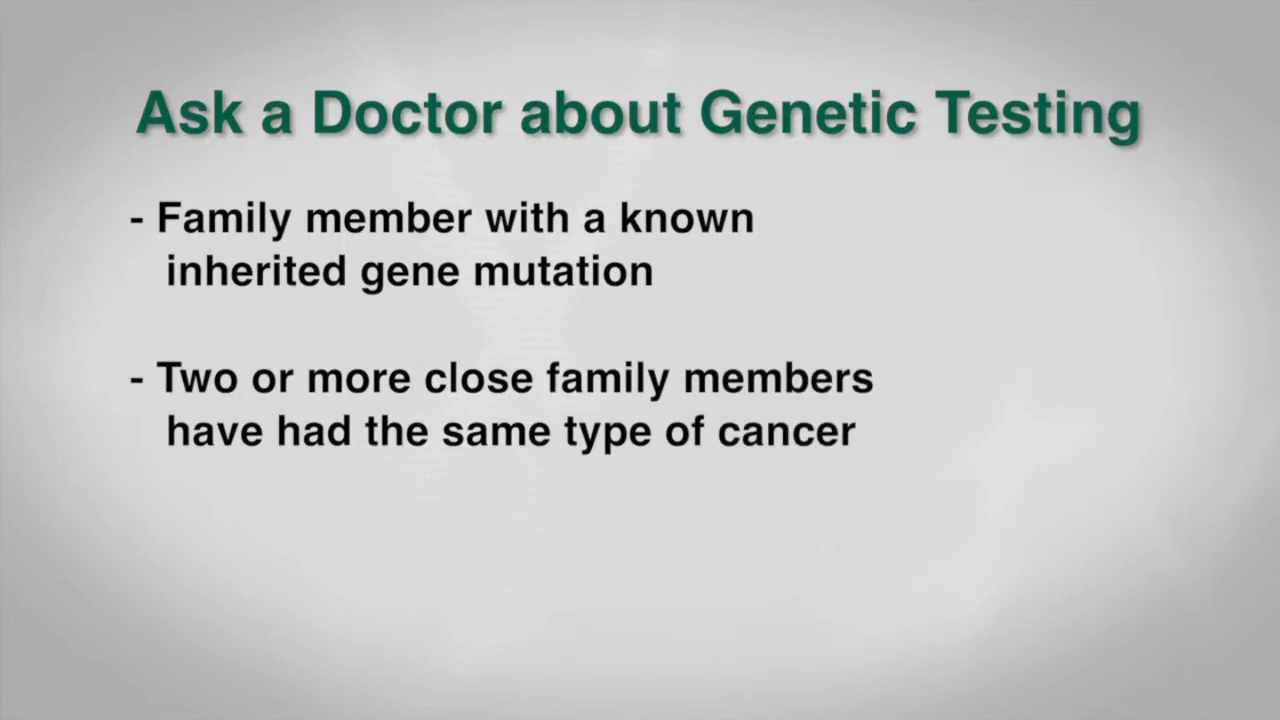 Ask a Doctor about Genetic Testing
- Family member with a known
inherited gene mutation
- Two or more close family members
have had the same type of cancer